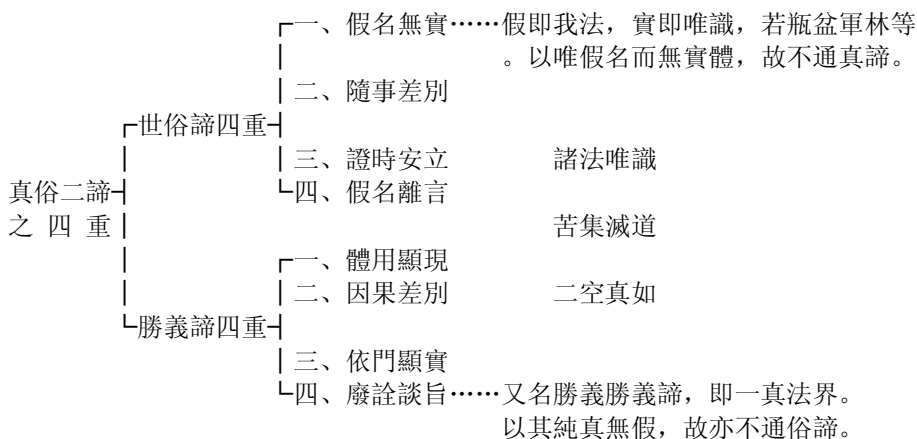 一、假名無實……假即我法，實即唯識，若瓶盆軍林等
。以唯假名而無實體，故不通真諦。
二、隨事差別
世俗諦四重
三、證時安立 諸法唯識
真俗二諦 四、假名離言
之四重
苦集滅道
一、體用顯現
二、因果差別 二空真如
勝義諦四重
三、依門顯實
四、廢詮談旨……又名勝義勝義諦，即一真法界。
以其純真無假，故亦不通俗諦。